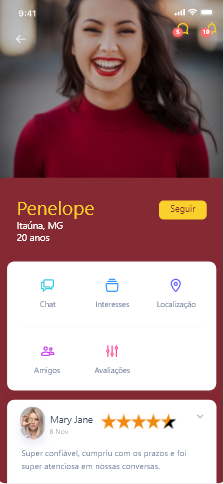 9:41
5
10
Penelope
Seguir
Itaúna, MG
20 anos
Chat
Interesses
Localização
Amigos
Avaliações
Mary Jane
8 Nov
Super confiável, cumpriu com os prazos e foi
super atenciosa em nossas conversas.